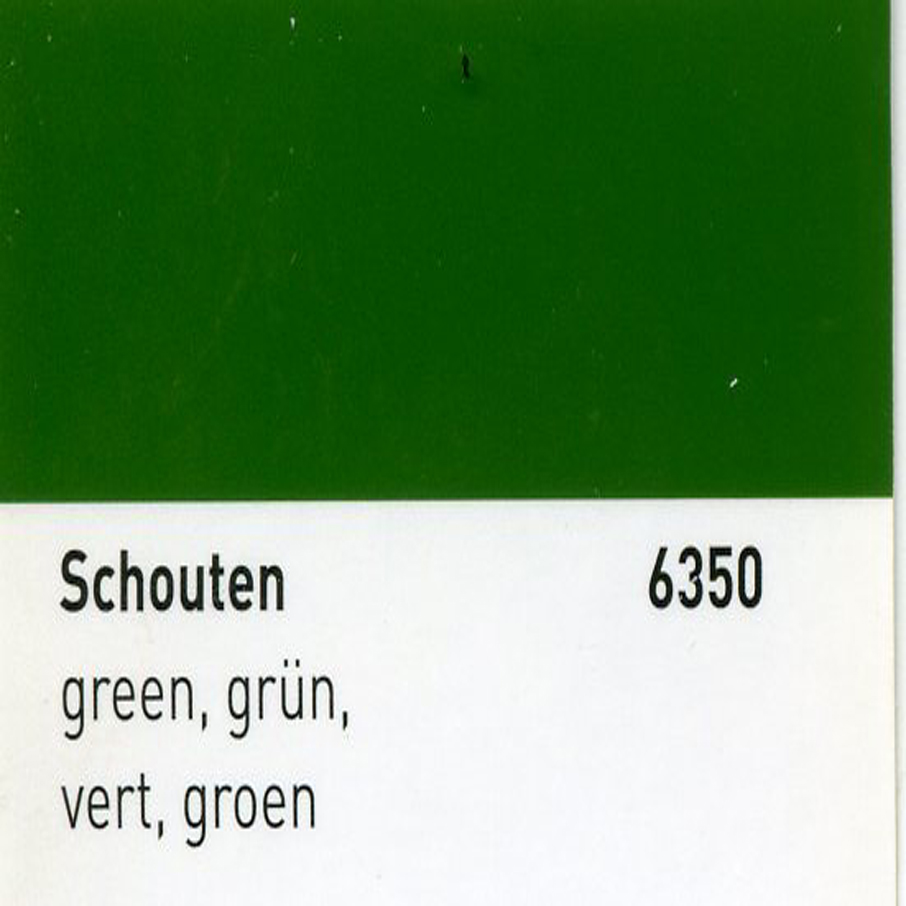 Schouten 6350
green, grün,
vert, groen